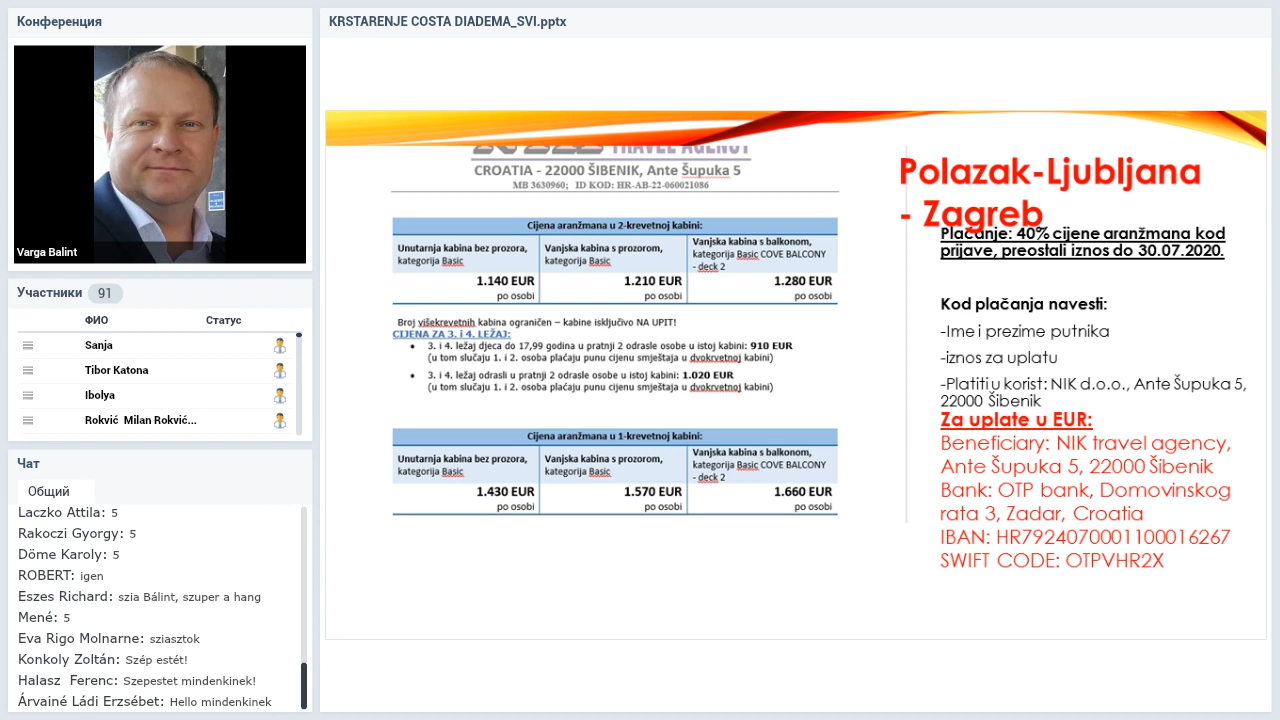 Конференция
Varga Balint
Участники 91
ФИО Статус
Sanja
Tibor Katona
Ibolya
Rokvić Milan Rokvić...
Чат
Общий
Laczko Attila: 5
Rakoczi Gyorgy: 5
Döme Karoly: 5
ROBERT: igen
Eszes Richard: szia Bálint, szuper a hang
Mené: 5
Eva Rigo Molnarne: sziasztok
Konkoly Zoltán: Szép estét!
Halasz Ferenc: Szepestet mindenkinek!
Árvainé Ládi Erzsébet: Hello mindenkinek
KRSTARENJE COSTA DIADEMA_SVI.pptx
TRAVEL AGENCY
CROATIA - 22000 ŠIBENIK, Ante Šupuka 5
MB 3630960; ID KOD: HR-AB-22-060021086
Cijena aranžmana u 2-krevetnoj kabini:
Unutarnja kabina bez prozora,
kategorija Basic
Vanjska kabina s prozorom,
kategorija Basic
Vanjska kabina s balkonom,
kategorija Basic COVE BALCONY
- deck 2
1.140 EUR
po osobi
1.210 EUR
po osobi
1.280 EUR
po osobi
Broj višekrevetnih kabina ograničen – kabine isključivo NA UPIT!
CIJENA ZA 3. i 4. LEŽAJ:
• 3. i 4. ležaj djeca do 17,99 godina u pratnji 2 odrasle osobe u istoj kabini: 910 EUR
(u tom slučaju 1. i 2. osoba plaćaju punu cijenu smještaja u dvokrevetnoj kabini)
• 3. i 4. ležaj odrasli u pratnji 2 odrasle osobe u istoj kabini: 1.020 EUR
(u tom slučaju 1. i 2. osoba plaćaju punu cijenu smještaja u dvokrevetnoj kabini)
Cijena aranžmana u 1-krevetnoj kabini:
Unutarnja kabina bez prozora,
kategorija Basic
Vanjska kabina s prozorom,
kategorija Basic
Vanjska kabina s balkonom,
kategorija Basic COVE BALCONY
- deck 2
1.430 EUR
po osobi
1.570 EUR
po osobi
1.660 EUR
po osobi
Polazak-Ljubljana
- Zagreb
Plaćanje: 40% cijene aranžmana kod
prijave, preostali iznos do 30.07.2020.
Kod plačanja navesti:
-Ime i prezime putnika
-iznos za uplatu
-Platiti u korist: NIK d.o.o., Ante Šupuka 5,
22000 Šibenik
Za uplate u EUR:
Beneficiary: NIK travel agency,
Ante Šupuka 5, 22000 Šibenik
Bank: OTP bank, Domovinskog
rata 3, Zadar, Croatia
IBAN: HR7924070001100016267
SWIFT CODE: OTPVHR2X